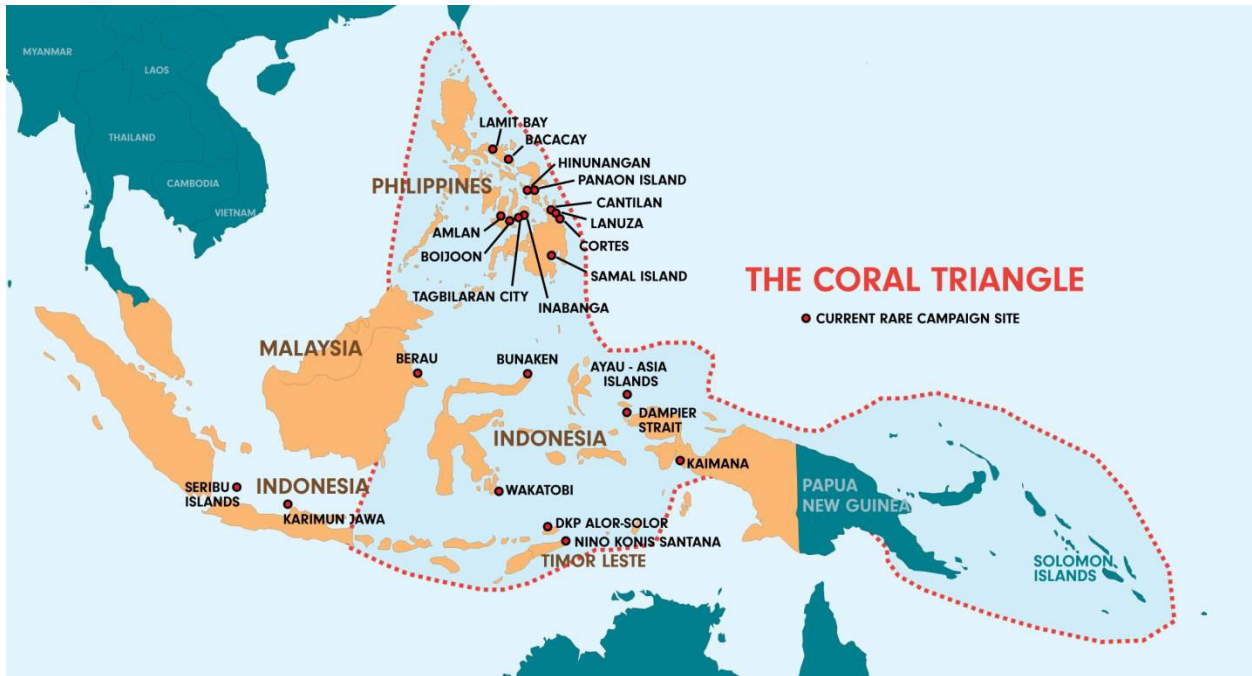 MYANMAR
LAOS
THAILAND
CAMBODIA
VIETNAM
LAMIT BAY
BACACAY
HINUNANGAN
PHILIPPINES
PANAON ISLAND
CANTILAN
LANUZA
AMLAN
CORTES
BOIJOON
SAMAL ISLAND
TAGBILARAN CITY
INABANGA
THE CORAL TRIANGLE
CURRENT RARE CAMPAIGN SITE
MALAYSIA
BERAU
BUNAKEN
AYAU - ASIA
ISLANDS
DAMPIER
STRAIT
INDONESIA
KAIMANA
SERIBU
ISLANDS
INDONESIA
KARIMUN JAWA
WAKATOBI
PAPUA
NEW GUINEA
DKP ALOR-SOLOR
NINO KONIS SANTANA
TIMOR LESTE
SOLOMON
ISLANDS